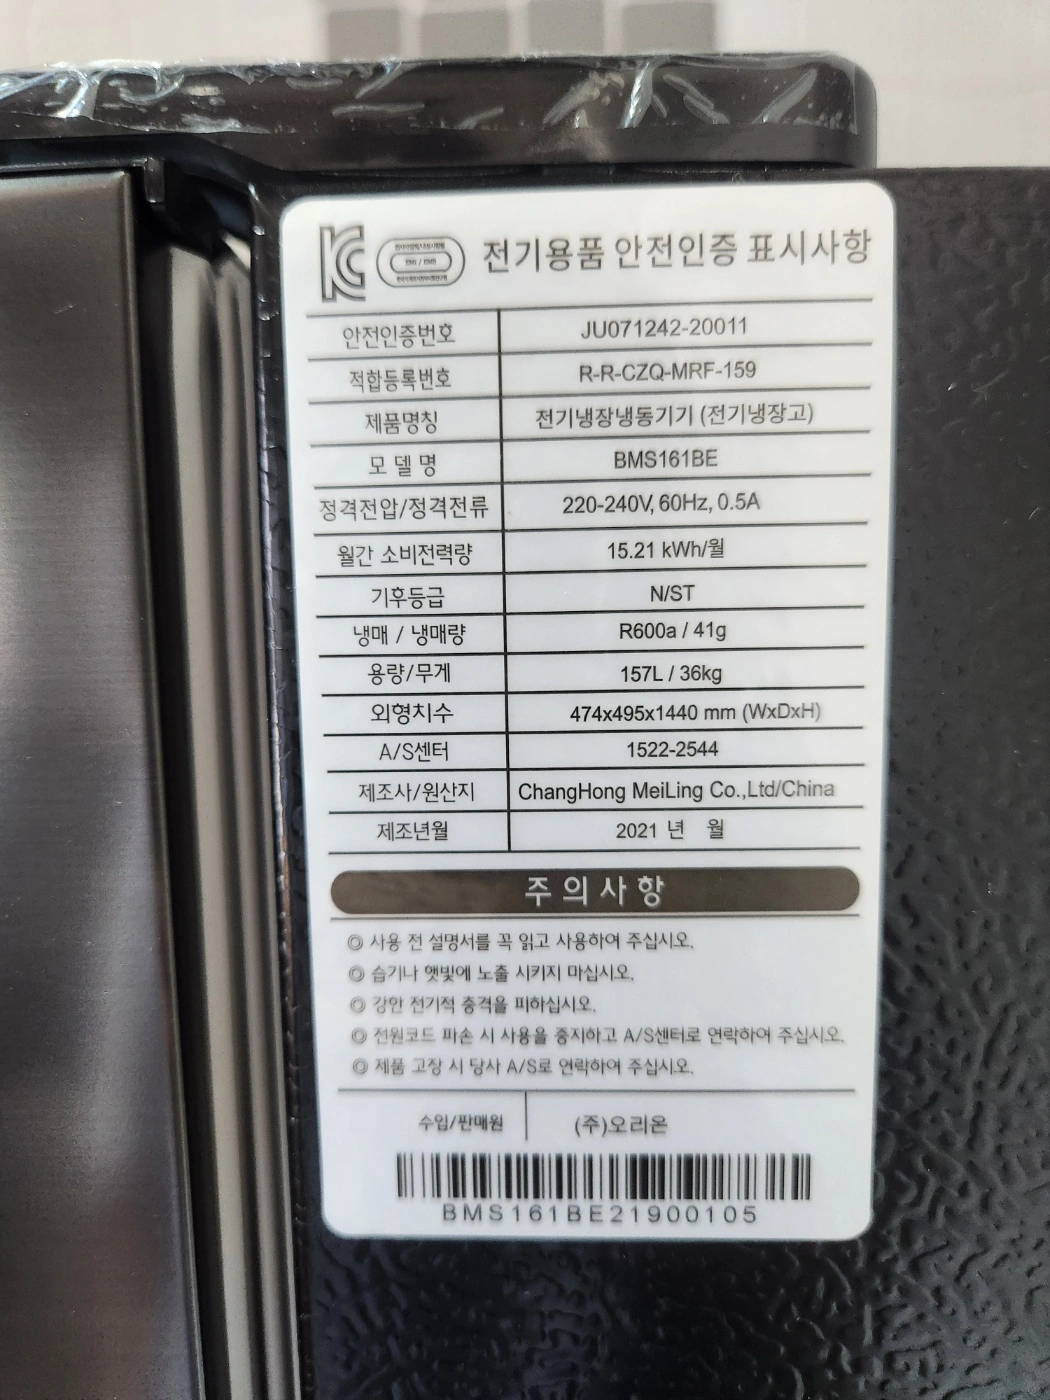 전기용품 안전인증 표시사항
안전인증번호 JU071242-20011
적합등록번호 R-R-CZQ-MRF-159
제품명칭 전기냉장냉동기기 (전기냉장고)
모 델 명 BMS161BE
정격전압/정격전류 220-240V, 60Hz, 0.5A
월간 소비전력량 15.21 kWh/월
기후등급 N/ST
냉매 / 냉매량 R600a / 41g
용량/무게 157L / 36kg
외형치수 474x495x1440 mm (WxDxH)
A/S센터 1522-2544
제조사/원산지 ChangHong MeiLing Co.,Ltd/China
제조년월 2021 년 월
주 의 사 항
◎ 사용 전 설명서를 꼭 읽고 사용하여 주십시오.
◎ 습기나 햇빛에 노출 시키지 마십시오.
◎ 강한 전기적 충격을 피하십시오.
◎ 전원코드 파손 시 사용을 중지하고 A/S센터로 연락하여 주십시오.
◎ 제품 고장 시 당사 A/S로 연락하여 주십시오.
수입/판매원 (주)오리온
BMS161BE21900105